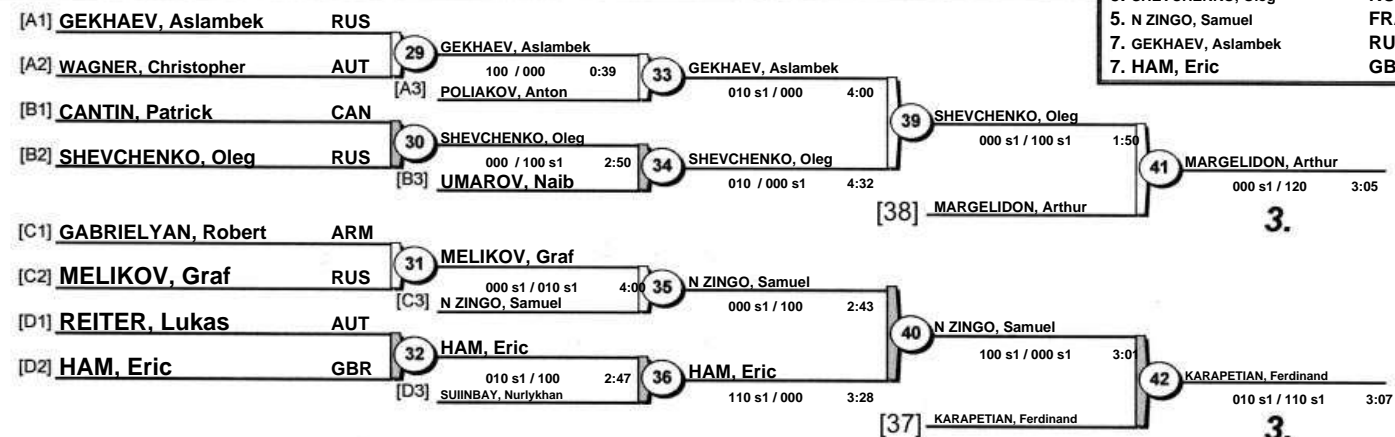 5. N ZINGO, Samuel
7. GEKHAEV, Aslambek
7. HAM, Eric GB
[A1] GEKHAEV, Aslambek RUS
29 GEKHAEV, Aslambek
[A2] WAGNER, Christopher AUT
100 / 000 0:39
[A3] POLIAKOV, Anton
33 GEKHAEV, Aslambek
010 s1 / 000 4:00
[B1] CANTIN, Patrick CAN
30 SHEVCHENKO, Oleg
[B2] SHEVCHENKO, Oleg RUS
000 / 100 s1 2:50
[B3] UMAROV, Naib
34 SHEVCHENKO, Oleg
010 / 000 s1 4:32
39 SHEVCHENKO, Oleg
000 s1 / 100 s1 1:50
[38] MARGELIDON, Arthur
41 MARGELIDON, Arthur
000 s1 / 120 3:05
3.
[C1] GABRIELYAN, Robert ARM
31 MELIKOV, Graf
[C2] MELIKOV, Graf RUS
000 s1 / 010 s1 4:00
[C3] N ZINGO, Samuel
35 N ZINGO, Samuel
000 s1 / 100 2:43
[D1] REITER, Lukas AUT
32 HAM, Eric
[D2] HAM, Eric GBR
010 s1 / 100 2:47
[D3] SUIINBAY, Nurlykhan
36 HAM, Eric
110 s1 / 000 3:28
40 N ZINGO, Samuel
100 s1 / 000 s1 3:01
[37] KARAPETIAN, Ferdinand
42 KARAPETIAN, Ferdinand
010 s1 / 110 s1 3:07
3.